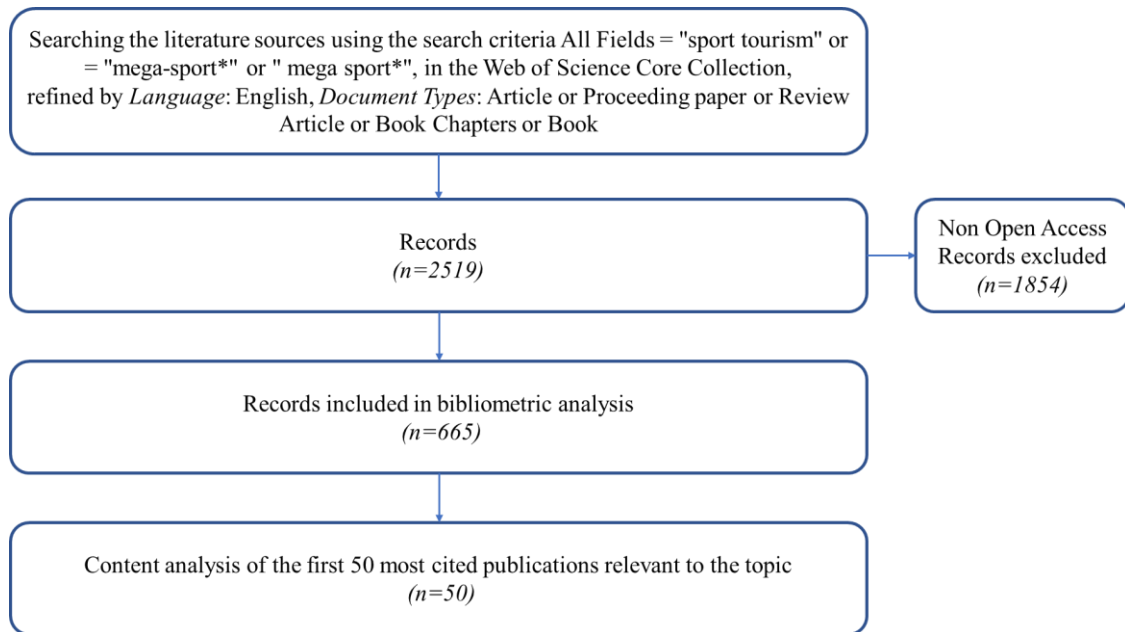 Searching the literature sources using the search criteria All Fields = "sport tourism" or
= "mega-sport*" or " mega sport*", in the Web of Science Core Collection,
refined by Language: English, Document Types: Article or Proceeding paper or Review
Article or Book Chapters or Book
Records
(n=2519)
Non Open Access
Records excluded
(n=1854)
Records included in bibliometric analysis
(n=665)
Content analysis of the first 50 most cited publications relevant to the topic
(n=50)